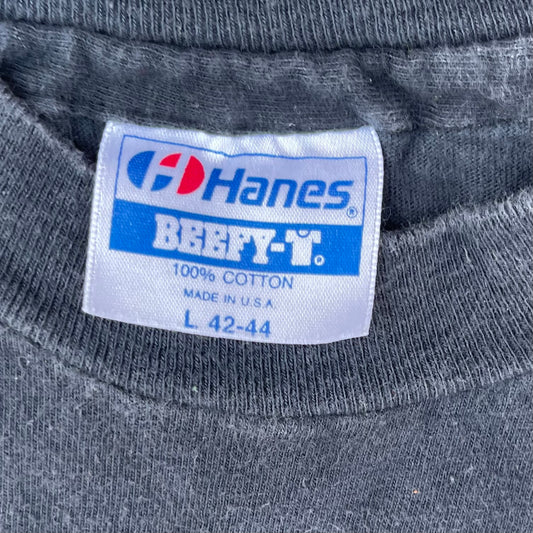 Hanes®
BEEFY-T®
100% COTTON
MADE IN U.S.A.
L 42-44